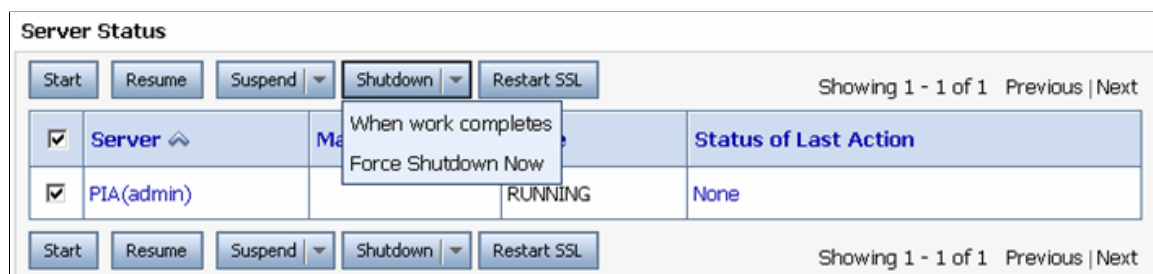 Server Status
Start Resume Suspend Shutdown Restart SSL Showing 1 - 1 of 1 Previous | Next
When work completes
Force Shutdown Now
Server Ma Status of Last Action
PIA(admin) RUNNING None
Start Resume Suspend Shutdown Restart SSL Showing 1 - 1 of 1 Previous | Next